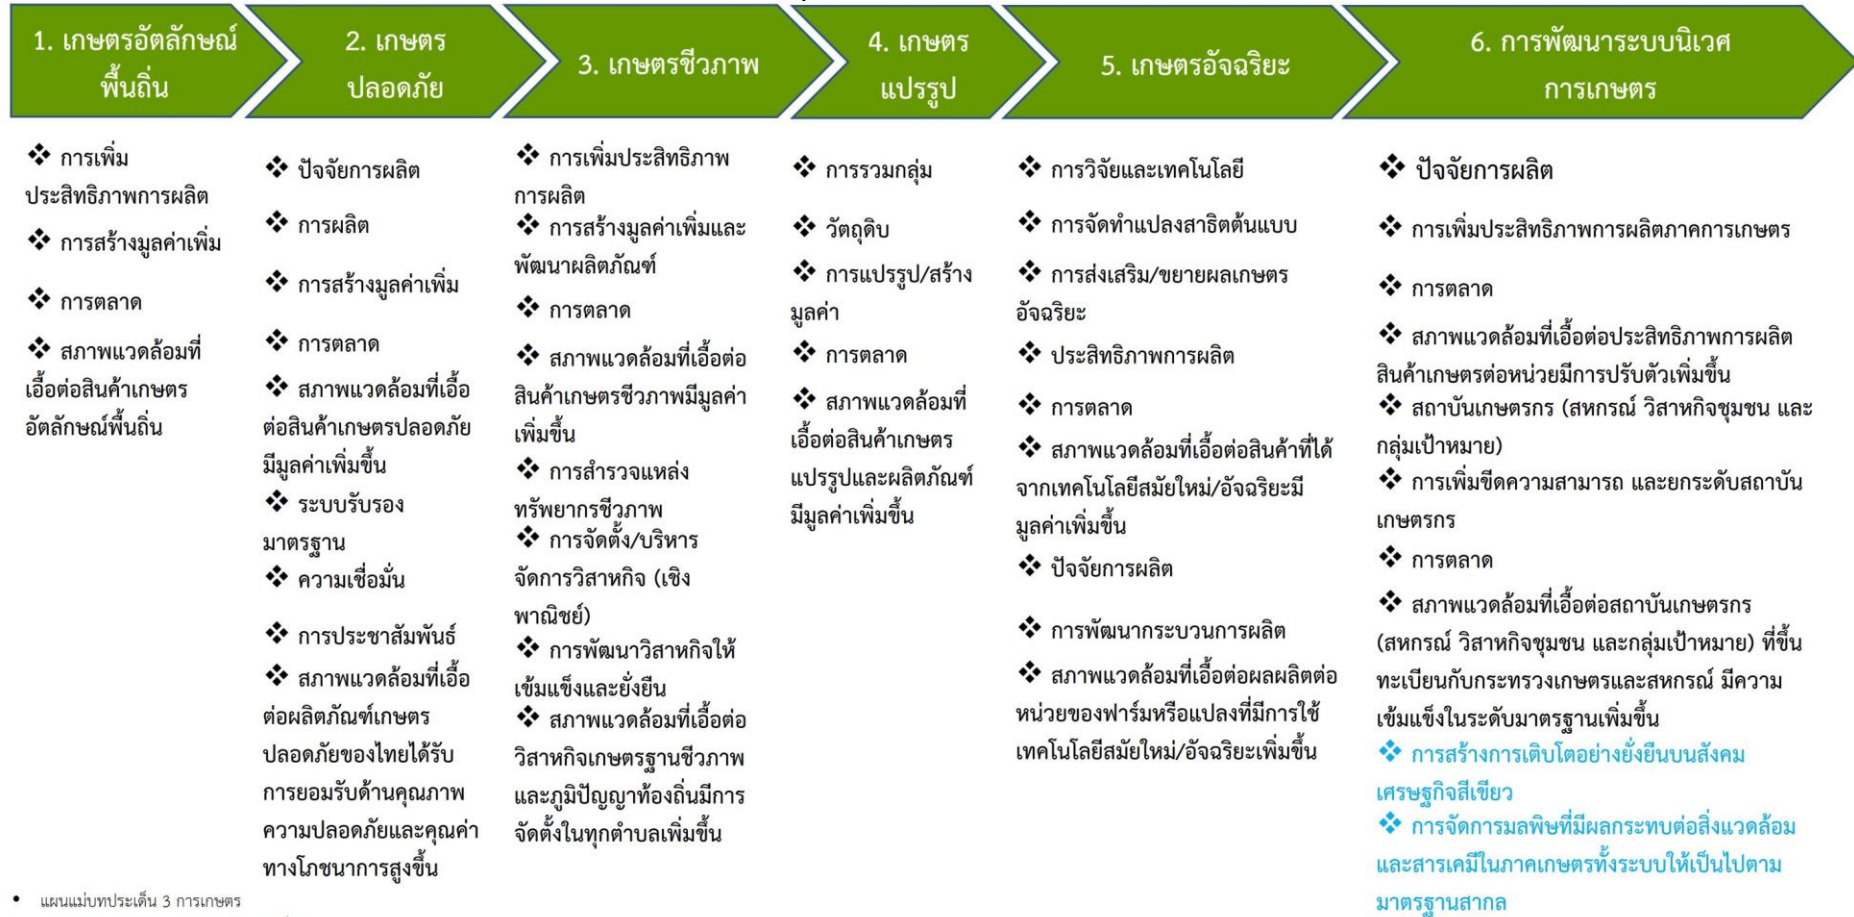 1. เกษตรอัตลักษณ์
พื้นถิ่น
2. เกษตร
ปลอดภัย
3. เกษตรชีวภาพ
4. เกษตร
แปรรูป
5. เกษตรอัจฉริยะ
6. การพัฒนาระบบนิเวศ
การเกษตร
❖ การเพิ่ม
ประสิทธิภาพการผลิต
❖ การสร้างมูลค่าเพิ่ม
❖ การตลาด
❖ สภาพแวดล้อมที่
เอื้อต่อสินค้าเกษตร
อัตลักษณ์พื้นถิ่น
❖ ปัจจัยการผลิต
❖ การผลิต
❖ การสร้างมูลค่าเพิ่ม
❖ การตลาด
❖ สภาพแวดล้อมที่เอื้อ
ต่อสินค้าเกษตรปลอดภัย
มีมูลค่าเพิ่มขึ้น
❖ ระบบรับรอง
มาตรฐาน
❖ ความเชื่อมั่น
❖ การประชาสัมพันธ์
❖ สภาพแวดล้อมที่เอื้อ
ต่อผลิตภัณฑ์เกษตร
ปลอดภัยของไทยได้รับ
การยอมรับด้านคุณภาพ
ความปลอดภัยและคุณค่า
ทางโภชนาการสูงขึ้น
❖ การเพิ่มประสิทธิภาพ
การผลิต
❖ การสร้างมูลค่าเพิ่มและ
พัฒนาผลิตภัณฑ์
❖ การตลาด
❖ สภาพแวดล้อมที่เอื้อต่อ
สินค้าเกษตรชีวภาพมีมูลค่า
เพิ่มขึ้น
❖ การสำรวจแหล่ง
ทรัพยากรชีวภาพ
❖ การจัดตั้ง/บริหาร
จัดการวิสาหกิจ (เชิง
พาณิชย์)
❖ การพัฒนาวิสาหกิจให้
เข้มแข็งและยั่งยืน
❖ สภาพแวดล้อมที่เอื้อต่อ
วิสาหกิจเกษตรฐานชีวภาพ
และภูมิปัญญาท้องถิ่นมีการ
จัดตั้งในทุกตำบลเพิ่มขึ้น
❖ การรวมกลุ่ม
❖ วัตถุดิบ
❖ การแปรรูป/สร้าง
มูลค่า
❖ การตลาด
❖ สภาพแวดล้อมที่
เอื้อต่อสินค้าเกษตร
แปรรูปและผลิตภัณฑ์
มีมูลค่าเพิ่มขึ้น
❖ การวิจัยและเทคโนโลยี
❖ การจัดทำแปลงสาธิตต้นแบบ
❖ การส่งเสริม/ขยายผลเกษตร
อัจฉริยะ
❖ ประสิทธิภาพการผลิต
❖ การตลาด
❖ สภาพแวดล้อมที่เอื้อต่อสินค้าที่ได้
จากเทคโนโลยีสมัยใหม่/อัจฉริยะมี
มูลค่าเพิ่มขึ้น
❖ ปัจจัยการผลิต
❖ การพัฒนากระบวนการผลิต
❖ สภาพแวดล้อมที่เอื้อต่อผลผลิตต่อ
หน่วยของฟาร์มหรือแปลงที่มีการใช้
เทคโนโลยีสมัยใหม่/อัจฉริยะเพิ่มขึ้น
❖ ปัจจัยการผลิต
❖ การเพิ่มประสิทธิภาพการผลิตภาคการเกษตร
❖ การตลาด
❖ สภาพแวดล้อมที่เอื้อต่อประสิทธิภาพการผลิต
สินค้าเกษตรต่อหน่วยมีการปรับตัวเพิ่มขึ้น
❖ สถาบันเกษตรกร (สหกรณ์ วิสาหกิจชุมชน และ
กลุ่มเป้าหมาย)
❖ การเพิ่มขีดความสามารถ และยกระดับสถาบัน
เกษตรกร
❖ การตลาด
❖ สภาพแวดล้อมที่เอื้อต่อสถาบันเกษตรกร
(สหกรณ์ วิสาหกิจชุมชน และกลุ่มเป้าหมาย) ที่ขึ้น
ทะเบียนกับกระทรวงเกษตรและสหกรณ์ มีความ
เข้มแข็งในระดับมาตรฐานเพิ่มขึ้น
❖ การสร้างการเติบโตอย่างยั่งยืนบนสังคม
เศรษฐกิจสีเขียว
❖ การจัดการมลพิษที่มีผลกระทบต่อสิ่งแวดล้อม
และสารเคมีในภาคเกษตรทั้งระบบให้เป็นไปตาม
มาตรฐานสากล
• แผนแม่บทประเด็น 3 การเกษตร